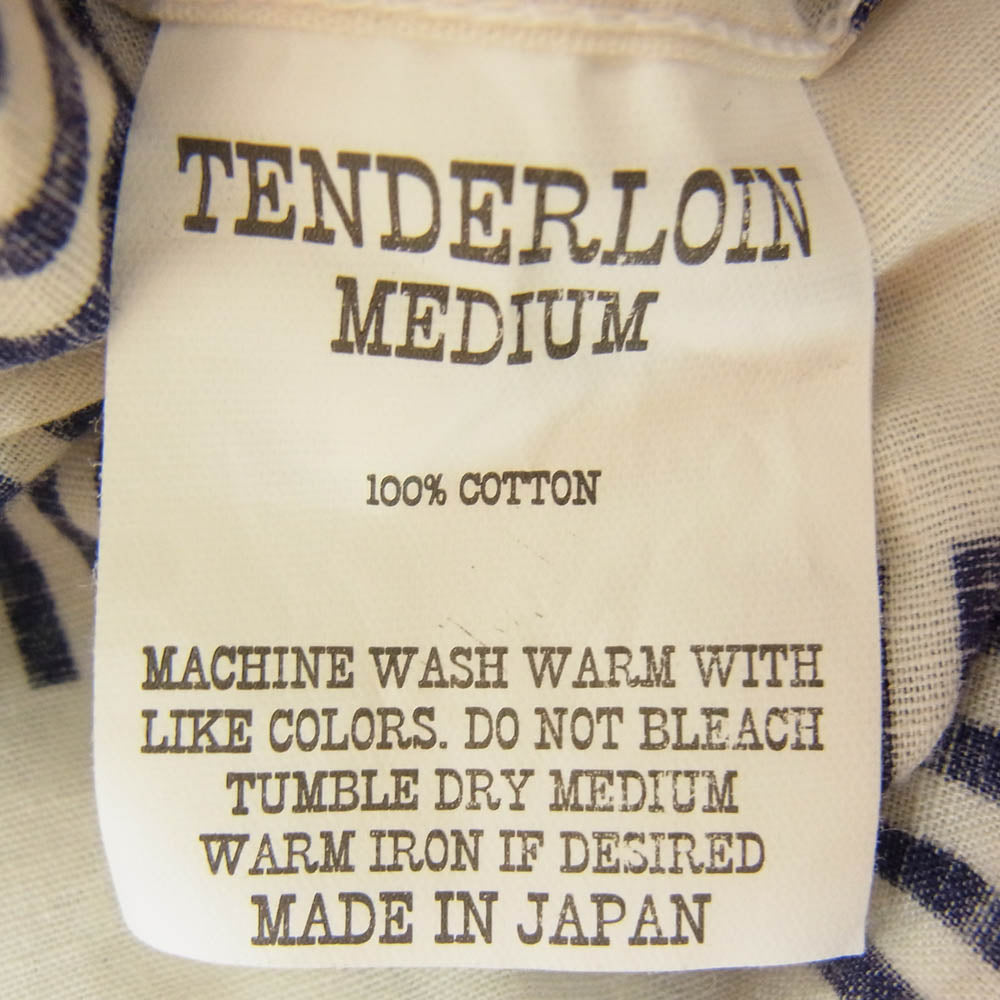 TENDERLOIN
MEDIUM
100% COTTON
MACHINE WASH WARM WITH
LIKE COLORS. DO NOT BLEACH
TUMBLE DRY MEDIUM
WARM IRON IF DESIRED
MADE IN JAPAN